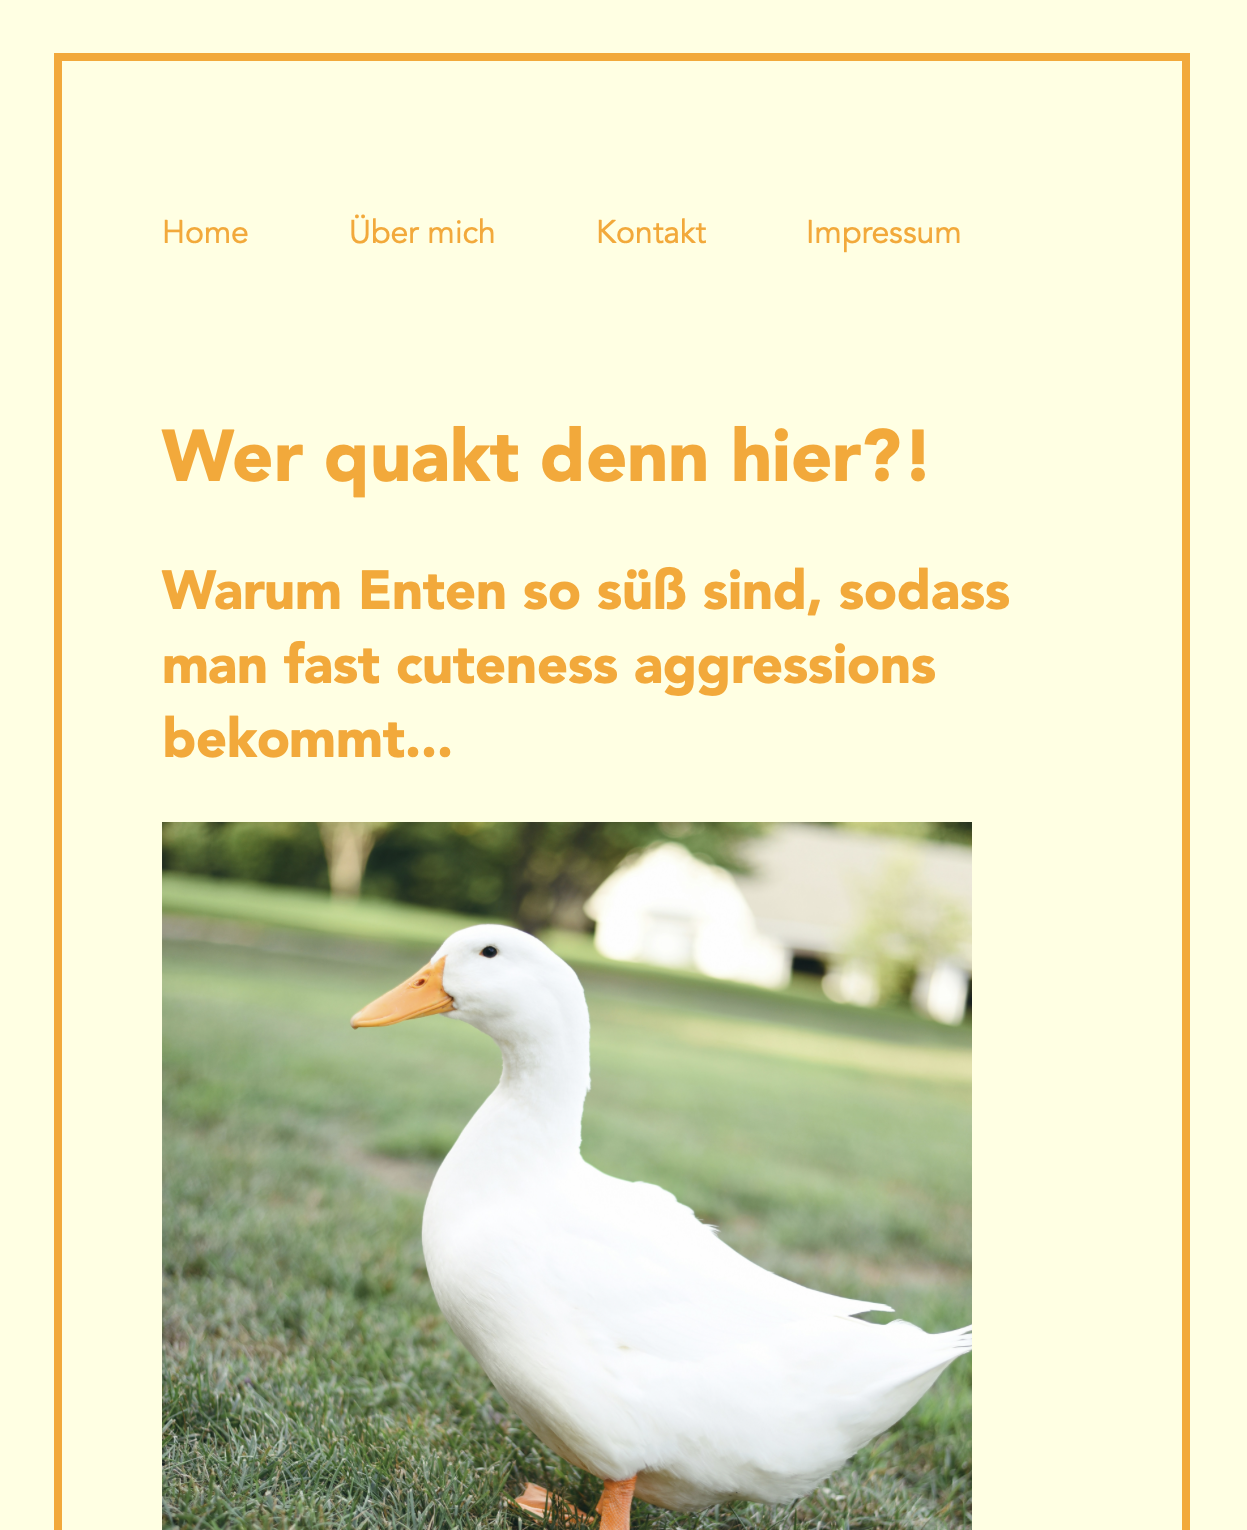 Home Über mich Kontakt Impressum
Wer quakt denn hier?!
Warum Enten so süß sind, sodass
man fast cuteness aggressions
bekommt...